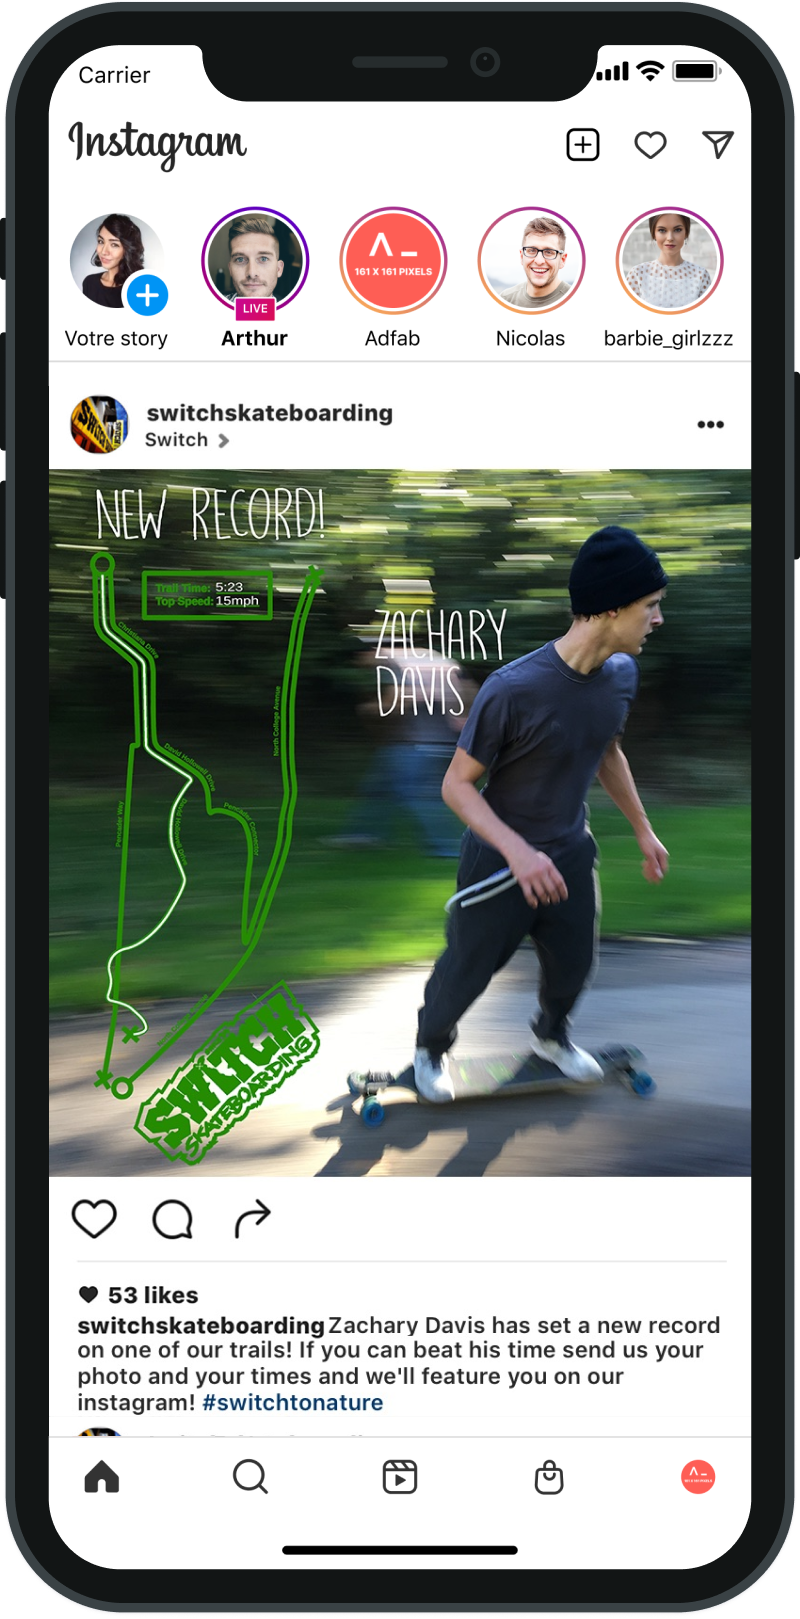 Carrier
Instagram
161 X 161 PIXELS
LIVE
Votre story
Arthur
Adfab
Nicolas
barbie_girlzzz
switchskateboarding
Switch
NEW RECORD!
Trail Time: 5:23
Top Speed: 15mph
ZACHARY
DAVIS
Christiana Drive
North College Avenue
David Hollowell Drive
Pencader Way
Pencader Connector
SWITCH
SKATEBOARDING
53 likes
switchskateboarding Zachary Davis has set a new record
on one of our trails! If you can beat his time send us your
photo and your times and we'll feature you on our
instagram! #switchtonature